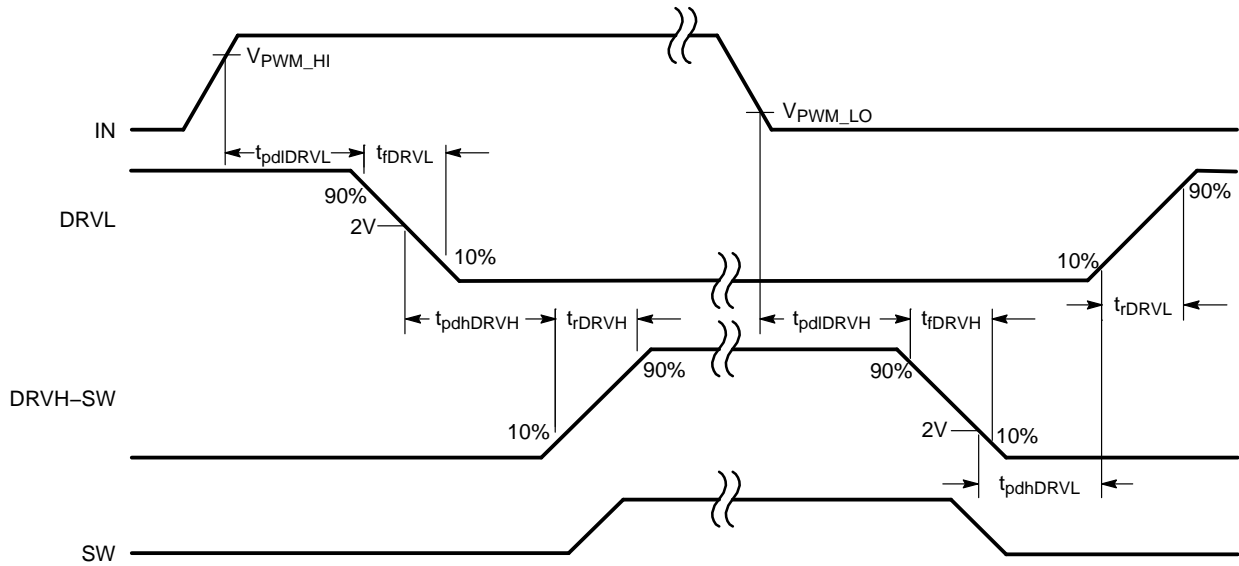 VPWM_HI
IN
VPWM_LO
tpdlDRVL
tfDRVL
90%
90%
DRVL
2V
10%
10%
tpdhDRVH
trDRVH
tpdlDRVH
tfDRVH
trDRVL
90%
90%
DRVH–SW
10%
2V
10%
tpdhDRVL
SW